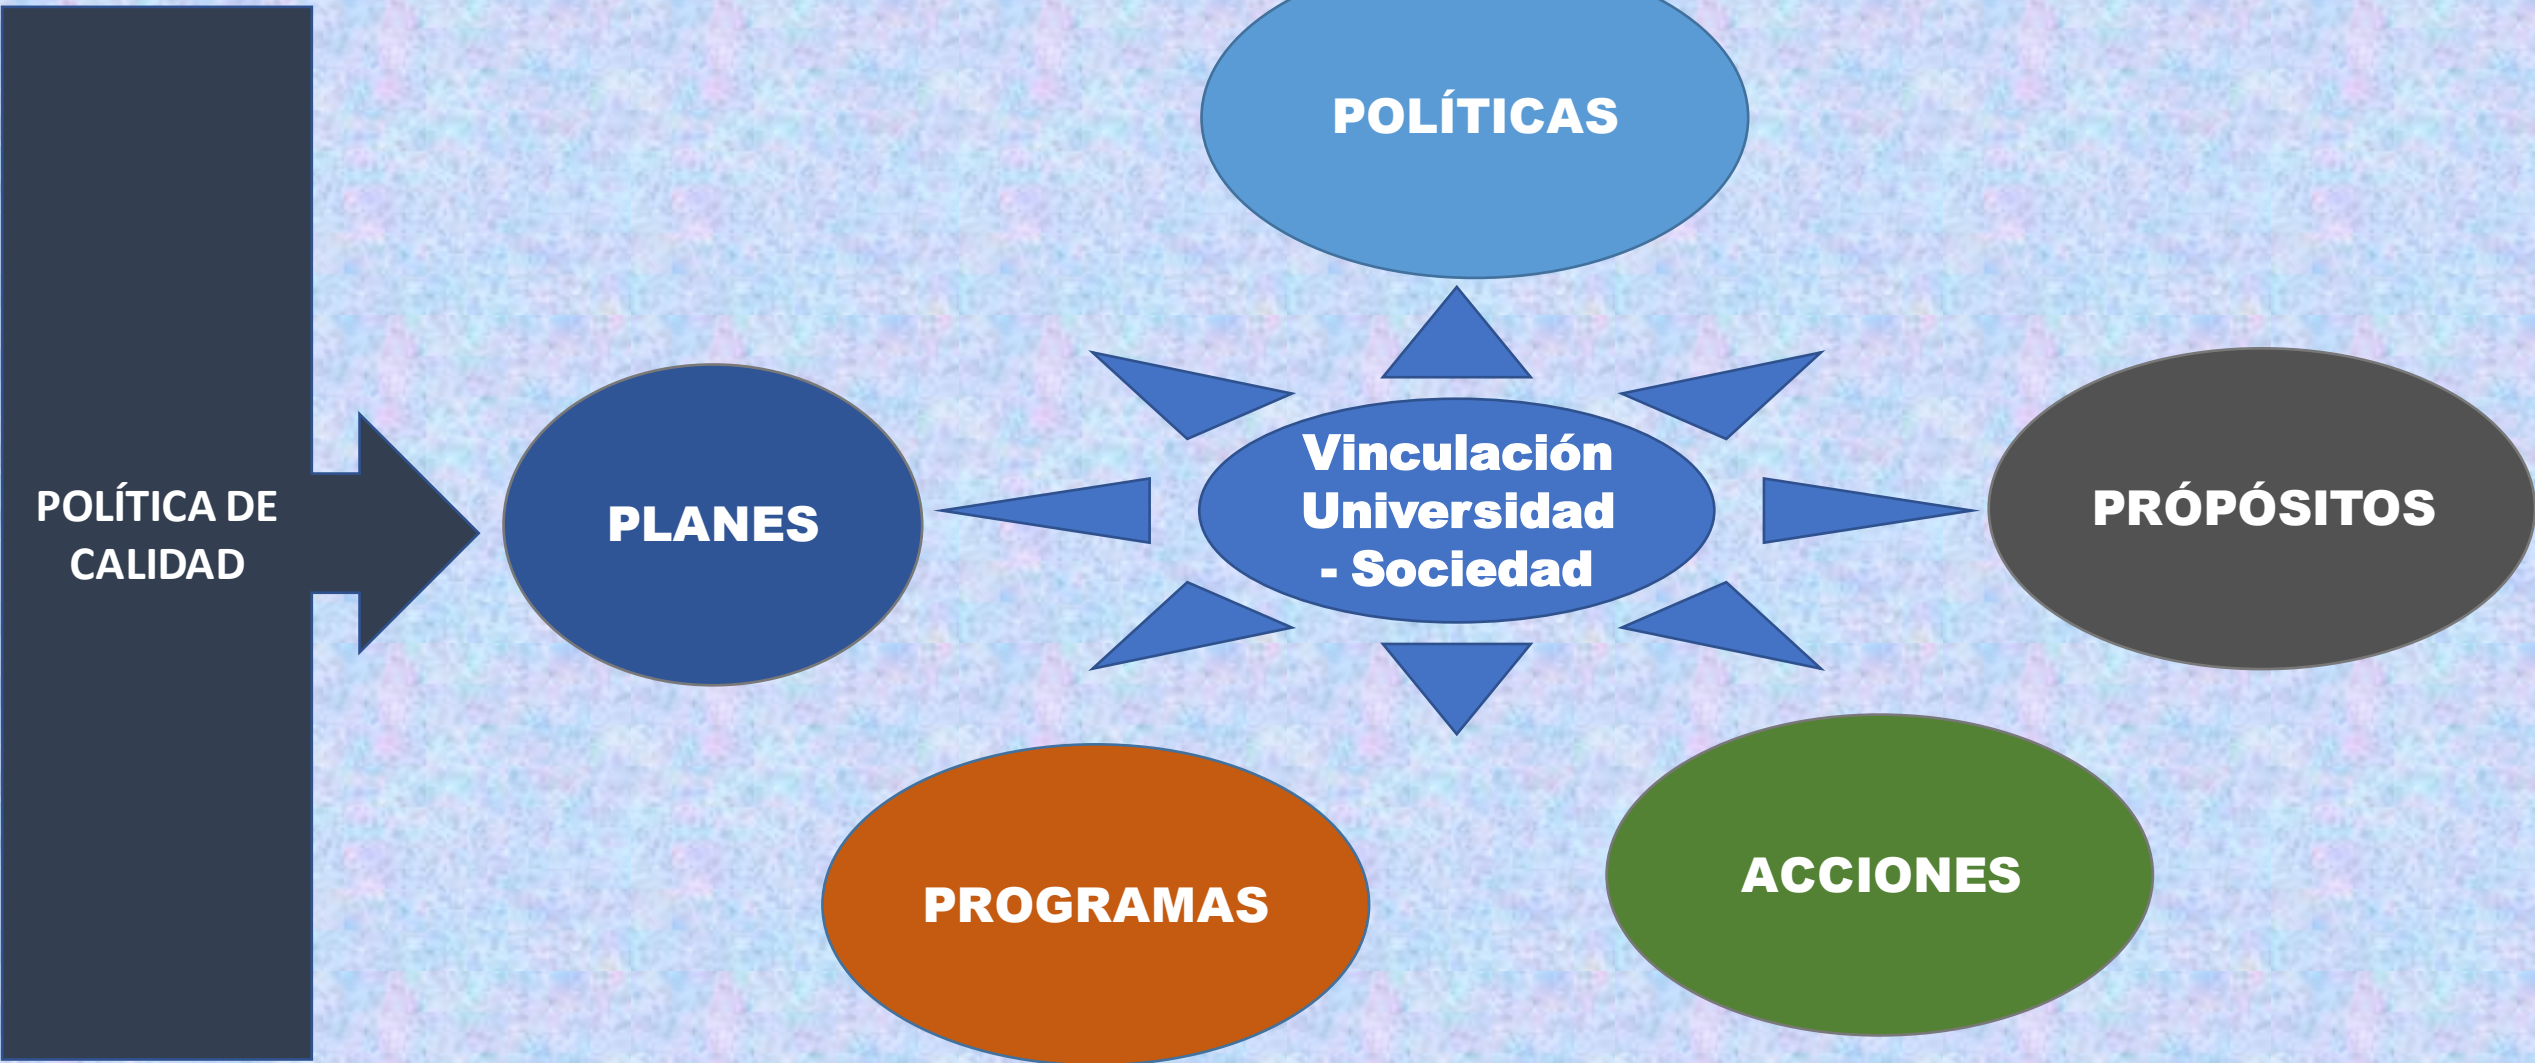 POLÍTICAS
POLÍTICA DE
CALIDAD
PLANES
Vinculación
Universidad
- Sociedad
PRÓPÓSITOS
PROGRAMAS
ACCIONES